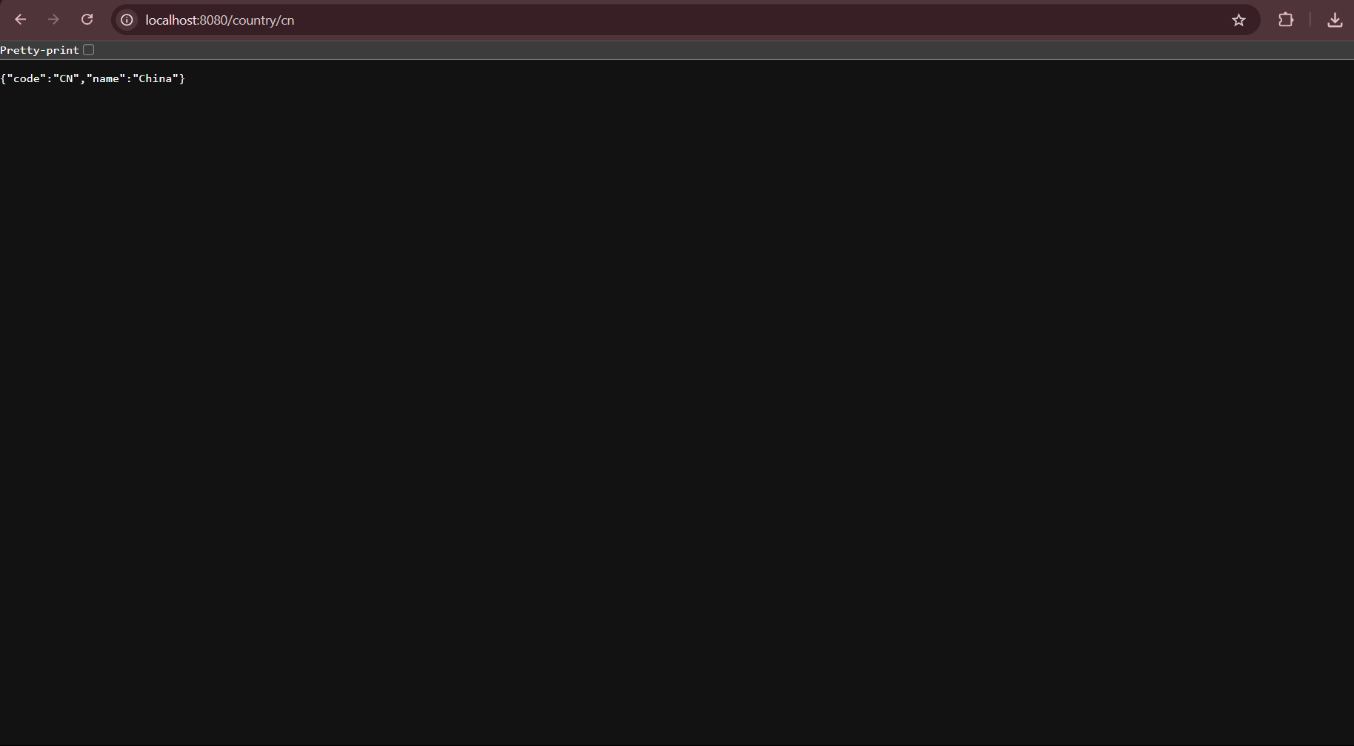 localhost:8080/country/cn
Pretty-print
{"code":"CN","name":"China"}